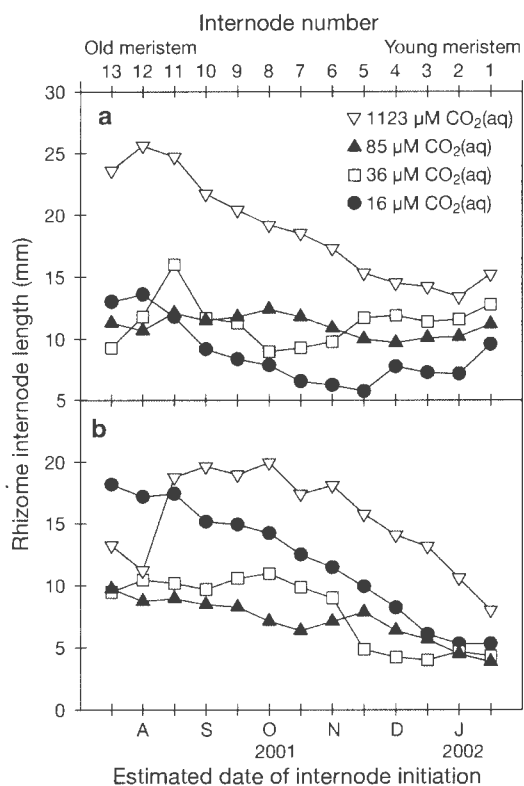 Internode number
Old meristem Young meristem
13 12 11 10 9 8 7 6 5 4 3 2 1
30
a
▽ 1123 µM CO₂(aq)
▲ 85 µM CO₂(aq)
□ 36 µM CO₂(aq)
● 16 µM CO₂(aq)
25
20
15
10
5
b
20
15
10
5
0
Rhizome internode length (mm)
A S O N D J
2001 2002
Estimated date of internode initiation